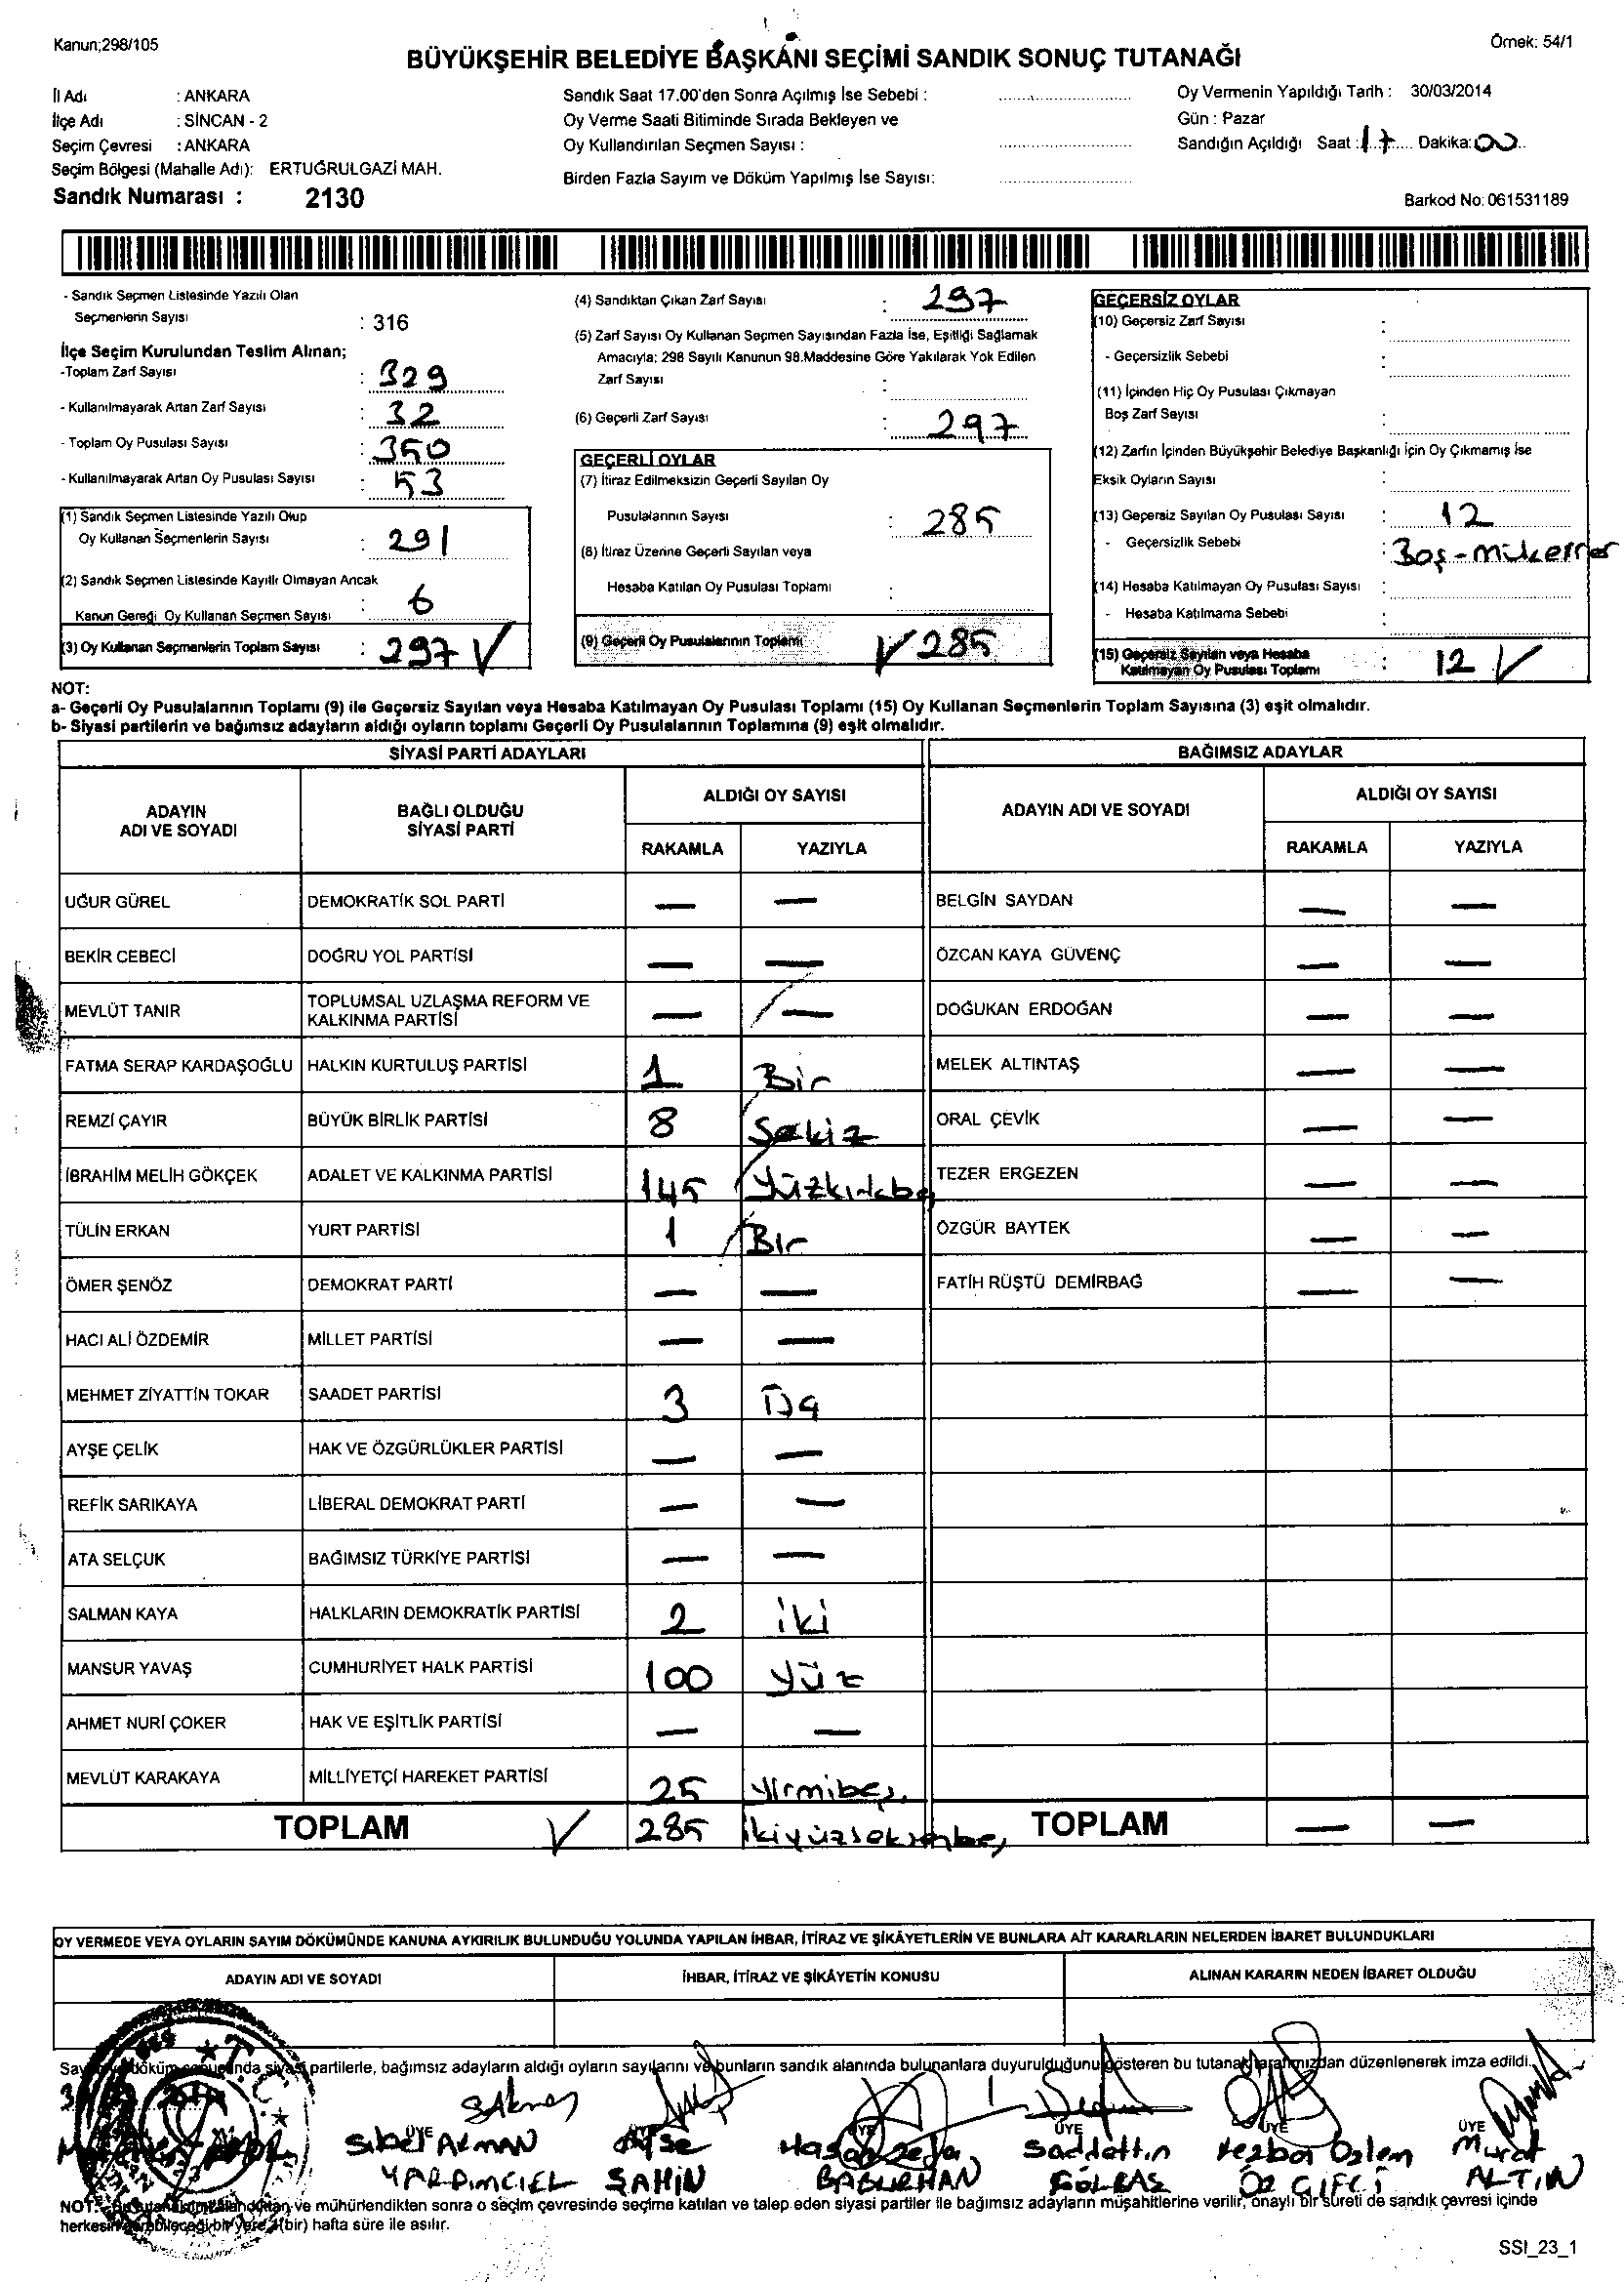 Kanun;298/105
Örnek: 54/1
BÜYÜKŞEHİR BELEDİYE BAŞKANI SEÇİMİ SANDIK SONUÇ TUTANAĞI
İl Adı : ANKARA
İlçe Adı : SİNCAN - 2
Seçim Çevresi : ANKARA
Seçim Bölgesi (Mahalle Adı): ERTUĞRULGAZİ MAH.
Sandık Numarası : 2130
Sandık Saat 17.00'den Sonra Açılmış İse Sebebi :
Oy Verme Saati Bitiminde Sırada Bekleyen ve
Oy Kullandırılan Seçmen Sayısı :
Birden Fazla Sayım ve Döküm Yapılmış İse Sayısı:
Oy Vermenin Yapıldığı Tarih : 30/03/2014
Gün : Pazar
Sandığın Açıldığı Saat : 17 Dakika: 00
Barkod No: 061531189
- Sandık Seçmen Listesinde Yazılı Olan
Seçmenlerin Sayısı : 316
İlçe Seçim Kurulundan Teslim Alınan;
-Toplam Zarf Sayısı : 329
- Kullanılmayarak Artan Zarf Sayısı : 32
- Toplam Oy Pusulası Sayısı : 350
- Kullanılmayarak Artan Oy Pusulası Sayısı : 53
(1) Sandık Seçmen Listesinde Yazılı Olup
Oy Kullanan Seçmenlerin Sayısı : 291
(2) Sandık Seçmen Listesinde Kayıtlı Olmayan Ancak
Kanun Gereği Oy Kullanan Seçmen Sayısı : 6
(3) Oy Kullanan Seçmenlerin Toplam Sayısı : 297 ✓
(4) Sandıktan Çıkan Zarf Sayısı : 297
(5) Zarf Sayısı Oy Kullanan Seçmen Sayısından Fazla İse, Eşitliği Sağlamak
Amacıyla; 298 Sayılı Kanunun 98.Maddesine Göre Yakılarak Yok Edilen
Zarf Sayısı :
(6) Geçerli Zarf Sayısı : 297
GEÇERLİ OYLAR
(7) İtiraz Edilmeksizin Geçerli Sayılan Oy
Pusulalarının Sayısı : 285
(8) İtiraz Üzerine Geçerli Sayılan veya
Hesaba Katılan Oy Pusulası Toplamı :
(9) Geçerli Oy Pusulalarının Toplamı ✓ 285
GEÇERSİZ OYLAR
(10) Geçersiz Zarf Sayısı :
- Geçersizlik Sebebi :
(11) İçinden Hiç Oy Pusulası Çıkmayan
Boş Zarf Sayısı :
(12) Zarfın İçinden Büyükşehir Belediye Başkanlığı İçin Oy Çıkmamış İse
Eksik Oyların Sayısı :
(13) Geçersiz Sayılan Oy Pusulası Sayısı : 12
- Geçersizlik Sebebi : Boş-mükerrer
(14) Hesaba Katılmayan Oy Pusulası Sayısı :
- Hesaba Katılmama Sebebi :
(15) Geçersiz Sayılan veya Hesaba
Katılmayan Oy Pusulası Toplamı : 12 ✓
NOT:
a- Geçerli Oy Pusulalarının Toplamı (9) ile Geçersiz Sayılan veya Hesaba Katılmayan Oy Pusulası Toplamı (15) Oy Kullanan Seçmenlerin Toplam Sayısına (3) eşit olmalıdır.
b- Siyasi partilerin ve bağımsız adayların aldığı oyların toplamı Geçerli Oy Pusulalarının Toplamına (9) eşit olmalıdır.
SİYASİ PARTİ ADAYLARI
ADAYIN ADI VE SOYADI
BAĞLI OLDUĞU SİYASİ PARTİ
ALDIĞI OY SAYISI
RAKAMLA YAZIYLA
UĞUR GÜREL DEMOKRATİK SOL PARTİ — —
BEKİR CEBECİ DOĞRU YOL PARTİSİ — —
MEVLÜT TANIR TOPLUMSAL UZLAŞMA REFORM VE KALKINMA PARTİSİ — —
FATMA SERAP KARDAŞOĞLU HALKIN KURTULUŞ PARTİSİ 1 Bir
REMZİ ÇAYIR BÜYÜK BİRLİK PARTİSİ 8 Sekiz
İBRAHİM MELİH GÖKÇEK ADALET VE KALKINMA PARTİSİ 145 Yüzkırkbeş
TÜLİN ERKAN YURT PARTİSİ 1 Bir
ÖMER ŞENÖZ DEMOKRAT PARTİ — —
HACI ALİ ÖZDEMİR MİLLET PARTİSİ — —
MEHMET ZİYATTİN TOKAR SAADET PARTİSİ 3 Üç
AYŞE ÇELİK HAK VE ÖZGÜRLÜKLER PARTİSİ — —
REFİK SARIKAYA LİBERAL DEMOKRAT PARTİ — —
ATA SELÇUK BAĞIMSIZ TÜRKİYE PARTİSİ — —
SALMAN KAYA HALKLARIN DEMOKRATİK PARTİSİ 2 iki
MANSUR YAVAŞ CUMHURİYET HALK PARTİSİ 100 yüz
AHMET NURİ ÇOKER HAK VE EŞİTLİK PARTİSİ — —
MEVLÜT KARAKAYA MİLLİYETÇİ HAREKET PARTİSİ 25 yirmibeş
TOPLAM ✓ 285 ikiyüzseksenbeş
BAĞIMSIZ ADAYLAR
ADAYIN ADI VE SOYADI
ALDIĞI OY SAYISI
RAKAMLA YAZIYLA
BELGİN SAYDAN — —
ÖZCAN KAYA GÜVENÇ — —
DOĞUKAN ERDOĞAN — —
MELEK ALTINTAŞ — —
ORAL ÇEVİK — —
TEZER ERGEZEN — —
ÖZGÜR BAYTEK — —
FATİH RÜŞTÜ DEMİRBAĞ — —
TOPLAM — —
OY VERMEDE VEYA OYLARIN SAYIM DÖKÜMÜNDE KANUNA AYKIRILIK BULUNDUĞU YOLUNDA YAPILAN İHBAR, İTİRAZ VE ŞİKÂYETLERİN VE BUNLARA AİT KARARLARIN NELERDEN İBARET BULUNDUKLARI
ADAYIN ADI VE SOYADI
İHBAR, İTİRAZ VE ŞİKÂYETİN KONUSU
ALINAN KARARIN NEDEN İBARET OLDUĞU
döküm sonucunda siyasi partilerle, bağımsız adayların aldığı oyların sayılarını ve bunların sandık alanında bulunanlara duyurulduğunu gösteren bu tutanak tarafımızdan düzenlenerek imza edildi.
T.C.
ÜYE ÜYE ÜYE ÜYE ÜYE ÜYE
Sibel AKMAN Ayşe Hasan Saddettin Özlem Murat
YARDIMCIEL ŞAHİN BABURHAN GÖLBAŞ ÖZ ÇİFÇİ ALTIN
NOT: ve mühürlendikten sonra o seçim çevresinde seçime katılan ve talep eden siyasi partiler ile bağımsız adayların müşahitlerine verilir, onaylı bir sureti de sandık çevresi içinde
herkesin görebileceği bir yere 1(bir) hafta süre ile asılır.
SSI_23_1